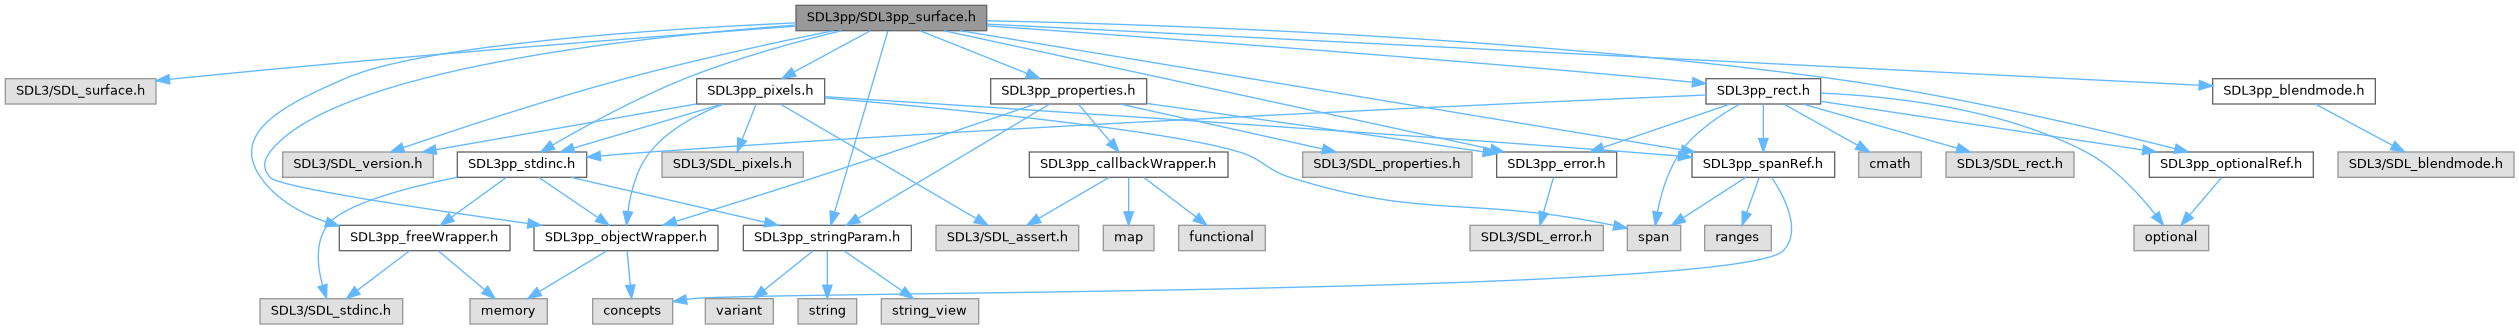 SDL3pp/SDL3pp_surface.h
SDL3/SDL_surface.h
SDL3pp_pixels.h
SDL3pp_properties.h
SDL3pp_rect.h
SDL3pp_blendmode.h
SDL3/SDL_version.h
SDL3pp_stdinc.h
SDL3/SDL_pixels.h
SDL3pp_callbackWrapper.h
SDL3/SDL_properties.h
SDL3pp_error.h
SDL3pp_spanRef.h
cmath
SDL3/SDL_rect.h
SDL3pp_optionalRef.h
SDL3/SDL_blendmode.h
SDL3pp_freeWrapper.h
SDL3pp_objectWrapper.h
SDL3pp_stringParam.h
SDL3/SDL_assert.h
map
functional
SDL3/SDL_error.h
span
ranges
optional
SDL3/SDL_stdinc.h
memory
concepts
variant
string
string_view